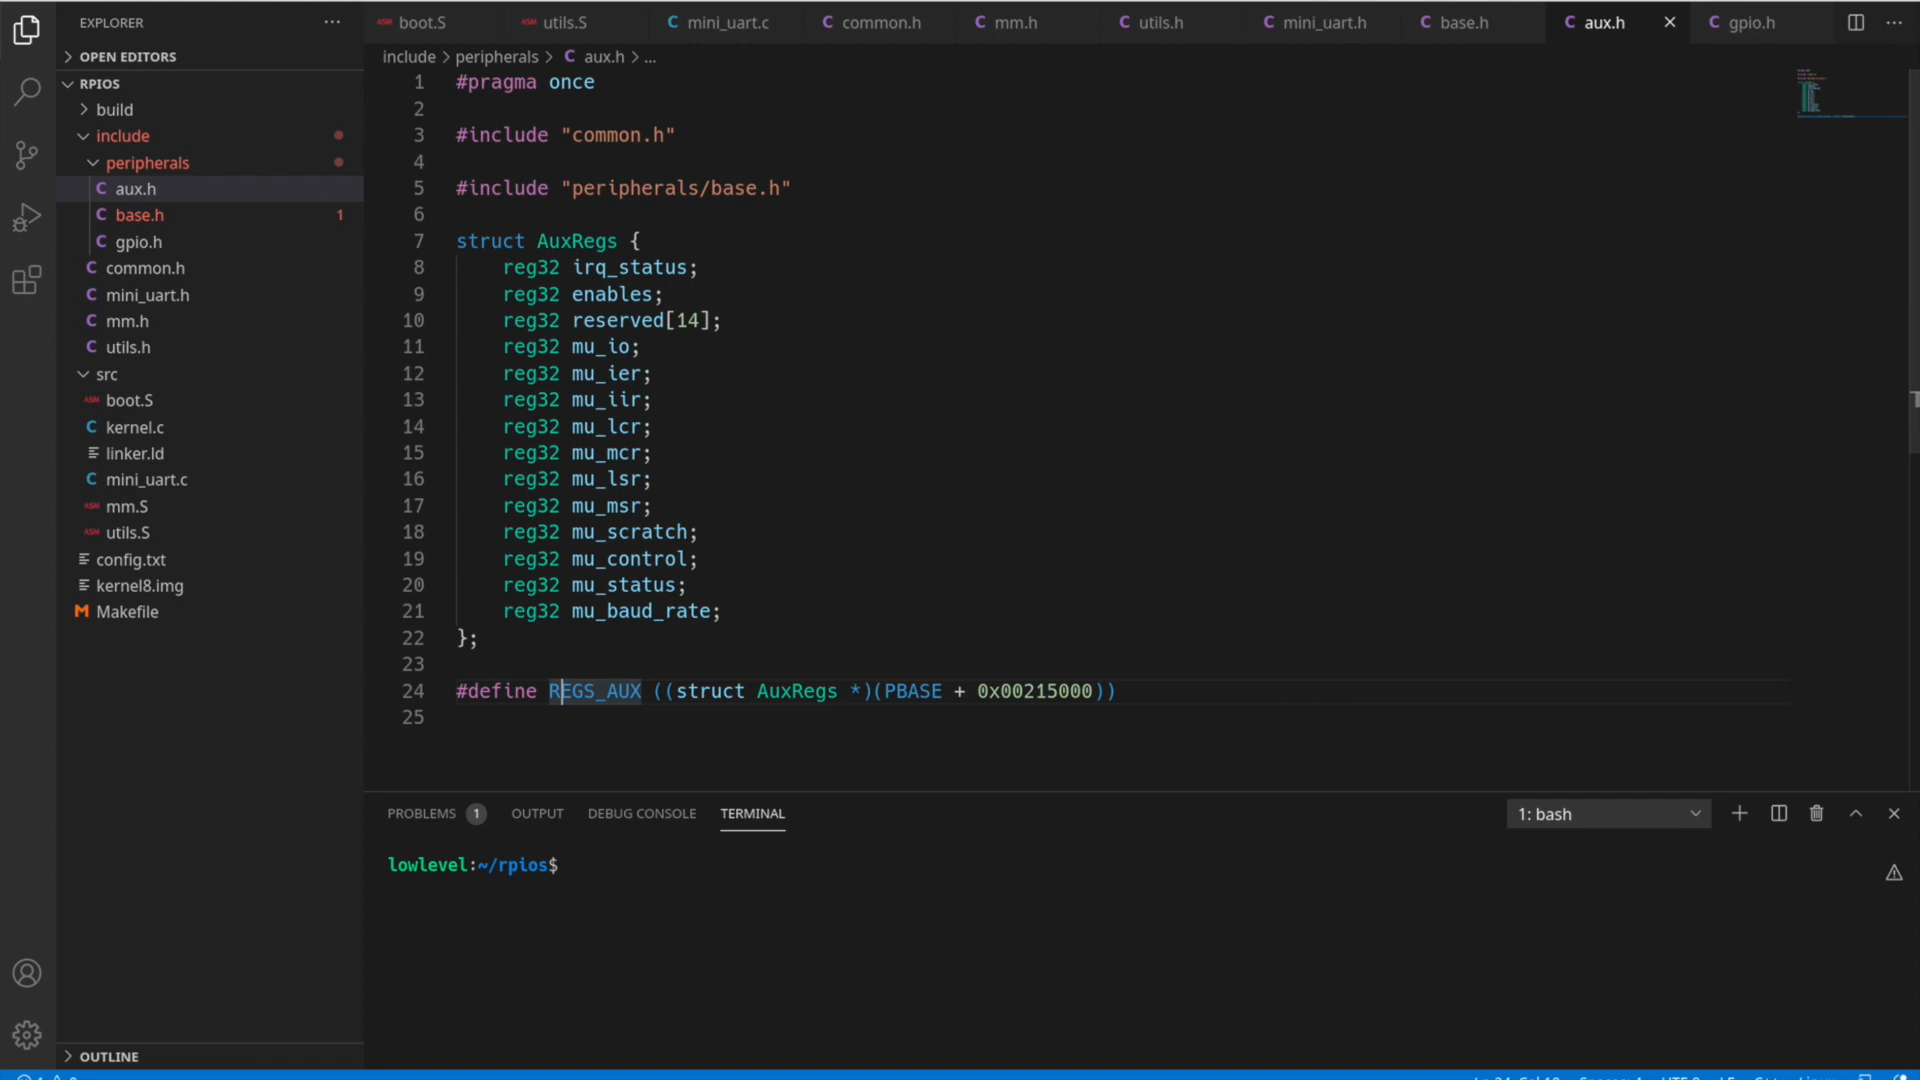 EXPLORER
OPEN EDITORS
RPIOS
build
include
peripherals
aux.h
base.h 1
gpio.h
common.h
mini_uart.h
mm.h
utils.h
src
boot.S
kernel.c
linker.ld
mini_uart.c
mm.S
utils.S
config.txt
kernel8.img
Makefile
OUTLINE
boot.S utils.S mini_uart.c common.h mm.h utils.h mini_uart.h base.h aux.h gpio.h
include > peripherals > C aux.h > ...
1 #pragma once
2
3 #include "common.h"
4
5 #include "peripherals/base.h"
6
7 struct AuxRegs {
8 reg32 irq_status;
9 reg32 enables;
10 reg32 reserved[14];
11 reg32 mu_io;
12 reg32 mu_ier;
13 reg32 mu_iir;
14 reg32 mu_lcr;
15 reg32 mu_mcr;
16 reg32 mu_lsr;
17 reg32 mu_msr;
18 reg32 mu_scratch;
19 reg32 mu_control;
20 reg32 mu_status;
21 reg32 mu_baud_rate;
22 };
23
24 #define REGS_AUX ((struct AuxRegs *)(PBASE + 0x00215000))
25
PROBLEMS 1 OUTPUT DEBUG CONSOLE TERMINAL 1: bash
lowlevel:~/rpios$